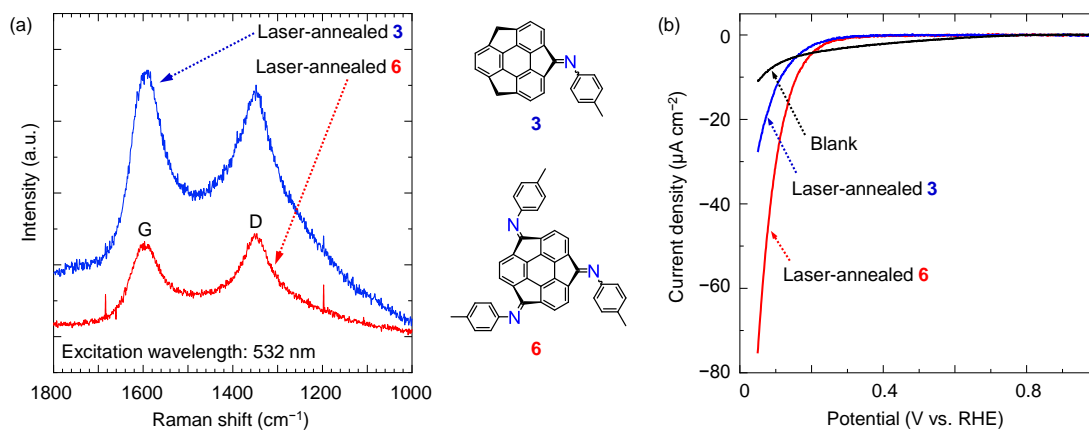 (a)
Intensity (a.u.)
Laser-annealed 3
Laser-annealed 6
G
D
Excitation wavelength: 532 nm
1800
1600
1400
1200
1000
Raman shift (cm⁻¹)
N
3
N
N
N
6
(b)
Current density (μA cm⁻²)
0
−20
−40
−60
−80
Blank
Laser-annealed 3
Laser-annealed 6
0
0.4
0.8
Potential (V vs. RHE)